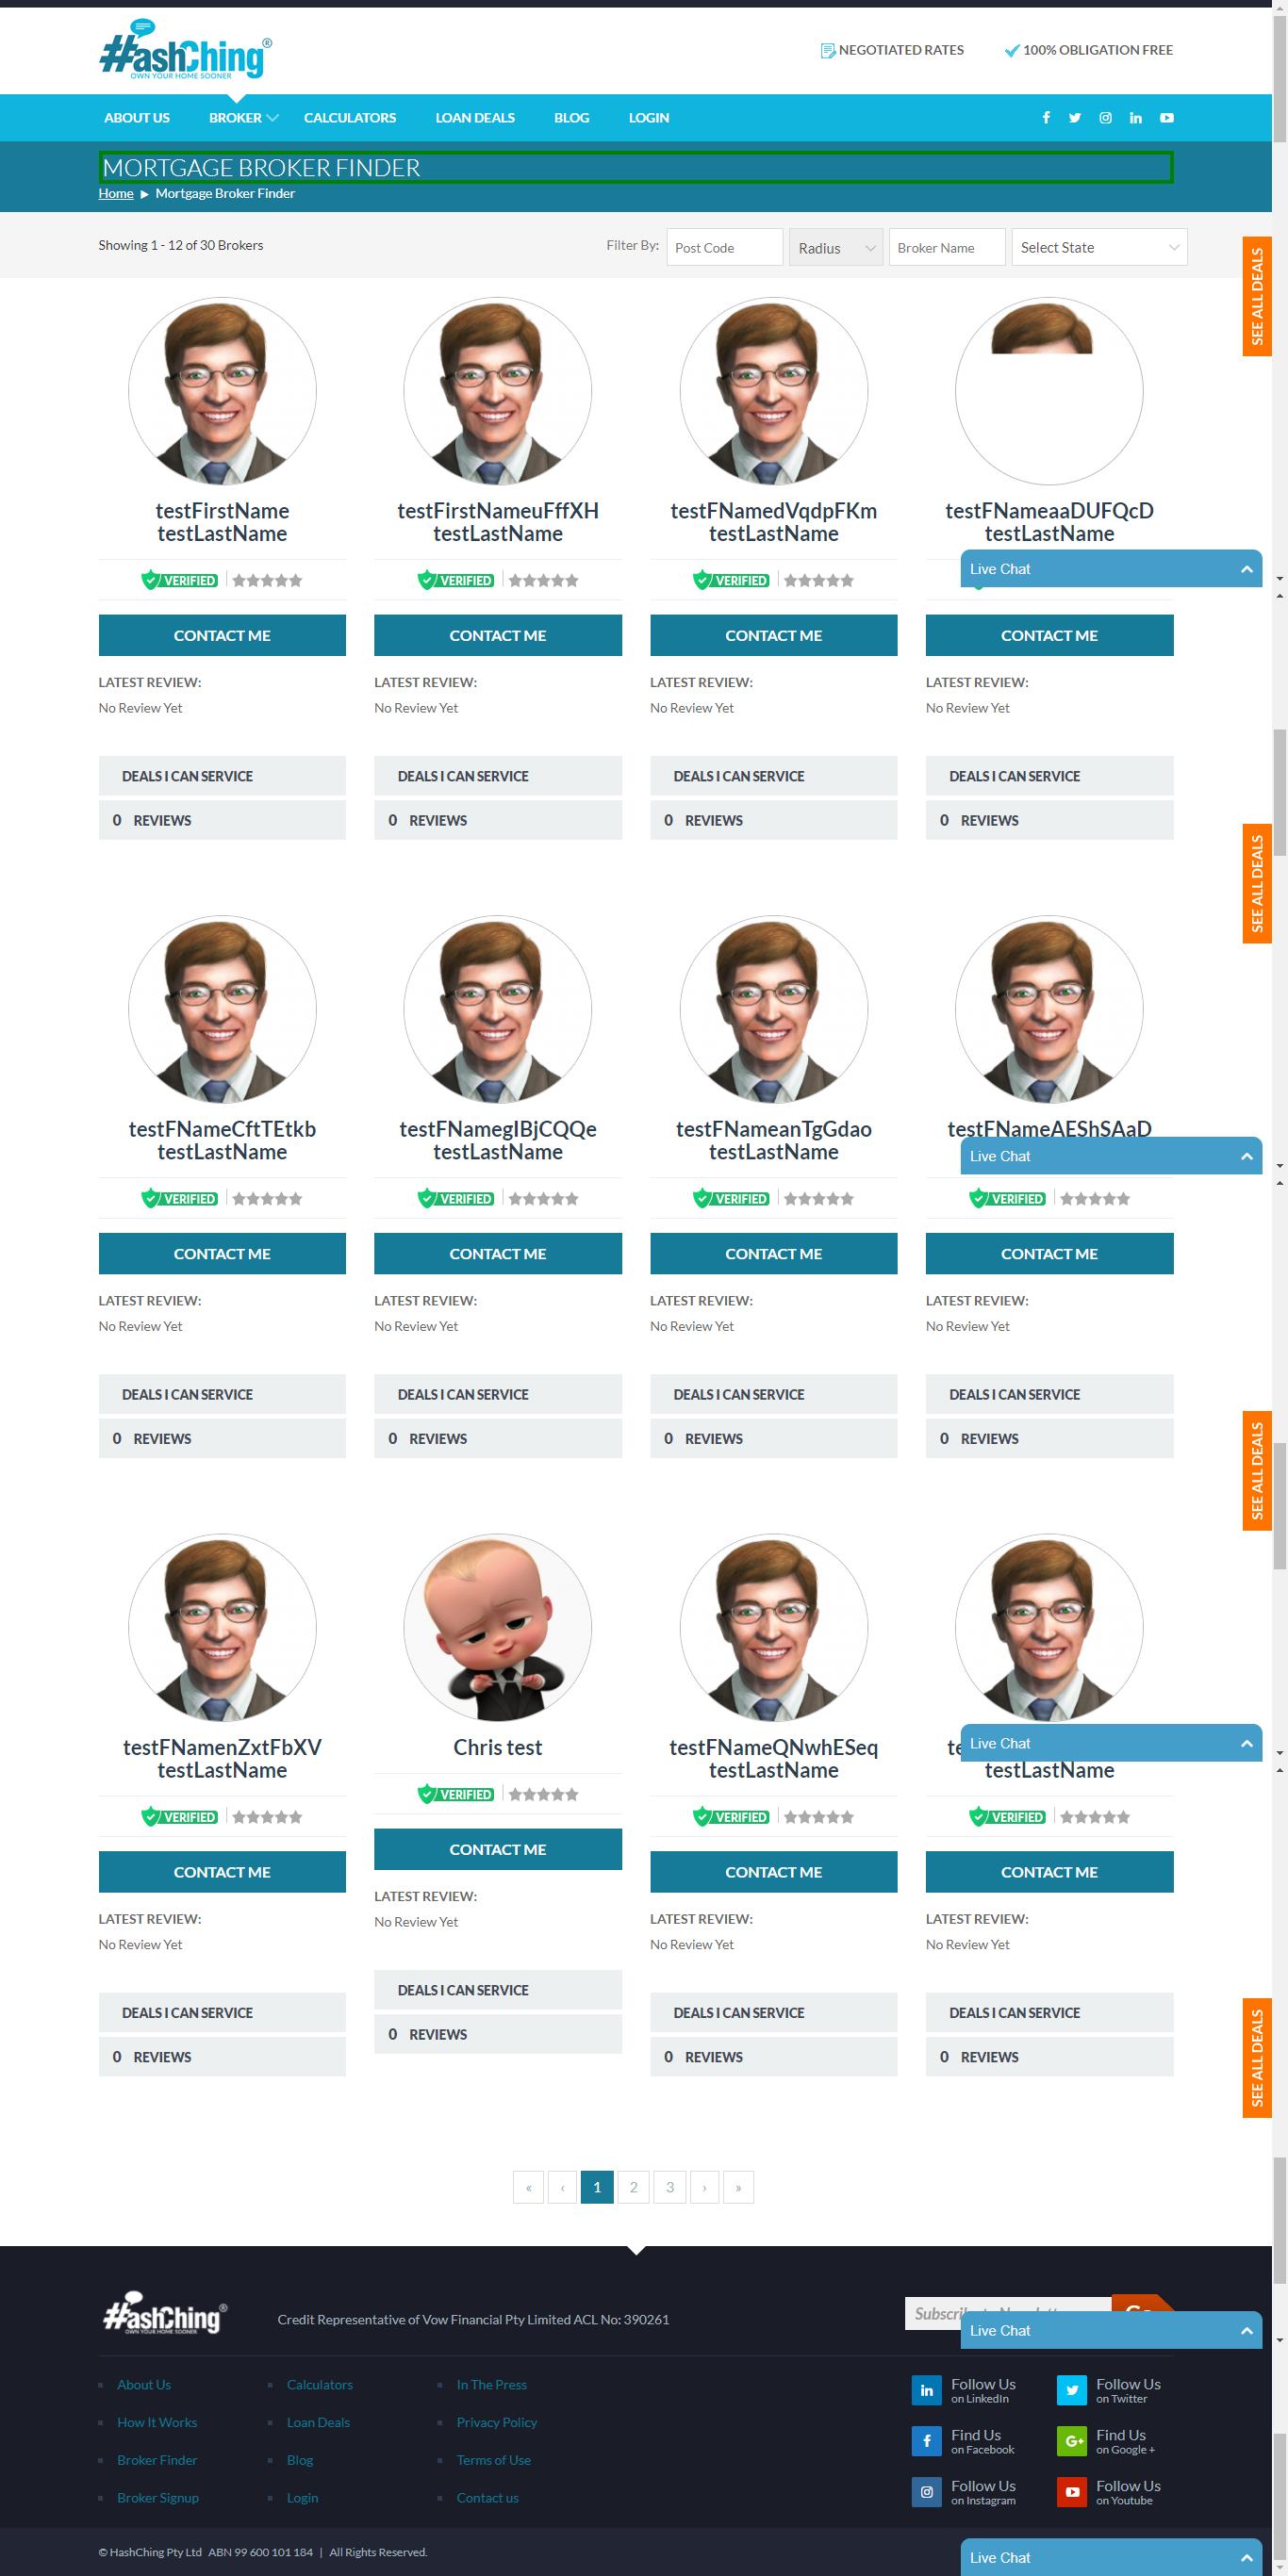 #ashChing®
OWN YOUR HOME SOONER
NEGOTIATED RATES 100% OBLIGATION FREE
ABOUT US BROKER CALCULATORS LOAN DEALS BLOG LOGIN
MORTGAGE BROKER FINDER
Home ► Mortgage Broker Finder
Showing 1 - 12 of 30 Brokers Filter By: Post Code Radius Broker Name Select State
SEE ALL DEALS
testFirstName testFirstNameuFffXH testFNamedVqdpFKm testFNameaaDUFQcD
testLastName testLastName testLastName testLastName
Live Chat
VERIFIED VERIFIED VERIFIED
CONTACT ME CONTACT ME CONTACT ME CONTACT ME
LATEST REVIEW: LATEST REVIEW: LATEST REVIEW: LATEST REVIEW:
No Review Yet No Review Yet No Review Yet No Review Yet
DEALS I CAN SERVICE DEALS I CAN SERVICE DEALS I CAN SERVICE DEALS I CAN SERVICE
0 REVIEWS 0 REVIEWS 0 REVIEWS 0 REVIEWS
SEE ALL DEALS
testFNameCftTEtkb testFNamegIBjCQQe testFNameanTgGdao testFNameAEShSAaD
testLastName testLastName testLastName
Live Chat
VERIFIED VERIFIED VERIFIED VERIFIED
CONTACT ME CONTACT ME CONTACT ME CONTACT ME
LATEST REVIEW: LATEST REVIEW: LATEST REVIEW: LATEST REVIEW:
No Review Yet No Review Yet No Review Yet No Review Yet
DEALS I CAN SERVICE DEALS I CAN SERVICE DEALS I CAN SERVICE DEALS I CAN SERVICE
0 REVIEWS 0 REVIEWS 0 REVIEWS 0 REVIEWS
SEE ALL DEALS
testFNamenZxtFbXV Chris test testFNameQNwhESeq
Live Chat
testLastName testLastName testLastName
VERIFIED VERIFIED VERIFIED VERIFIED
CONTACT ME CONTACT ME CONTACT ME CONTACT ME
LATEST REVIEW: LATEST REVIEW: LATEST REVIEW: LATEST REVIEW:
No Review Yet No Review Yet No Review Yet No Review Yet
DEALS I CAN SERVICE DEALS I CAN SERVICE DEALS I CAN SERVICE DEALS I CAN SERVICE
0 REVIEWS 0 REVIEWS 0 REVIEWS 0 REVIEWS
SEE ALL DEALS
« ‹ 1 2 3 › »
#ashChing®
OWN YOUR HOME SOONER
Credit Representative of Vow Financial Pty Limited ACL No: 390261
Live Chat
About Us Calculators In The Press Follow Us on LinkedIn Follow Us on Twitter
How It Works Loan Deals Privacy Policy
Find Us on Facebook Find Us on Google +
Broker Finder Blog Terms of Use
Broker Signup Login Contact us Follow Us on Instagram Follow Us on Youtube
© HashChing Pty Ltd ABN 99 600 101 184 | All Rights Reserved.
Live Chat